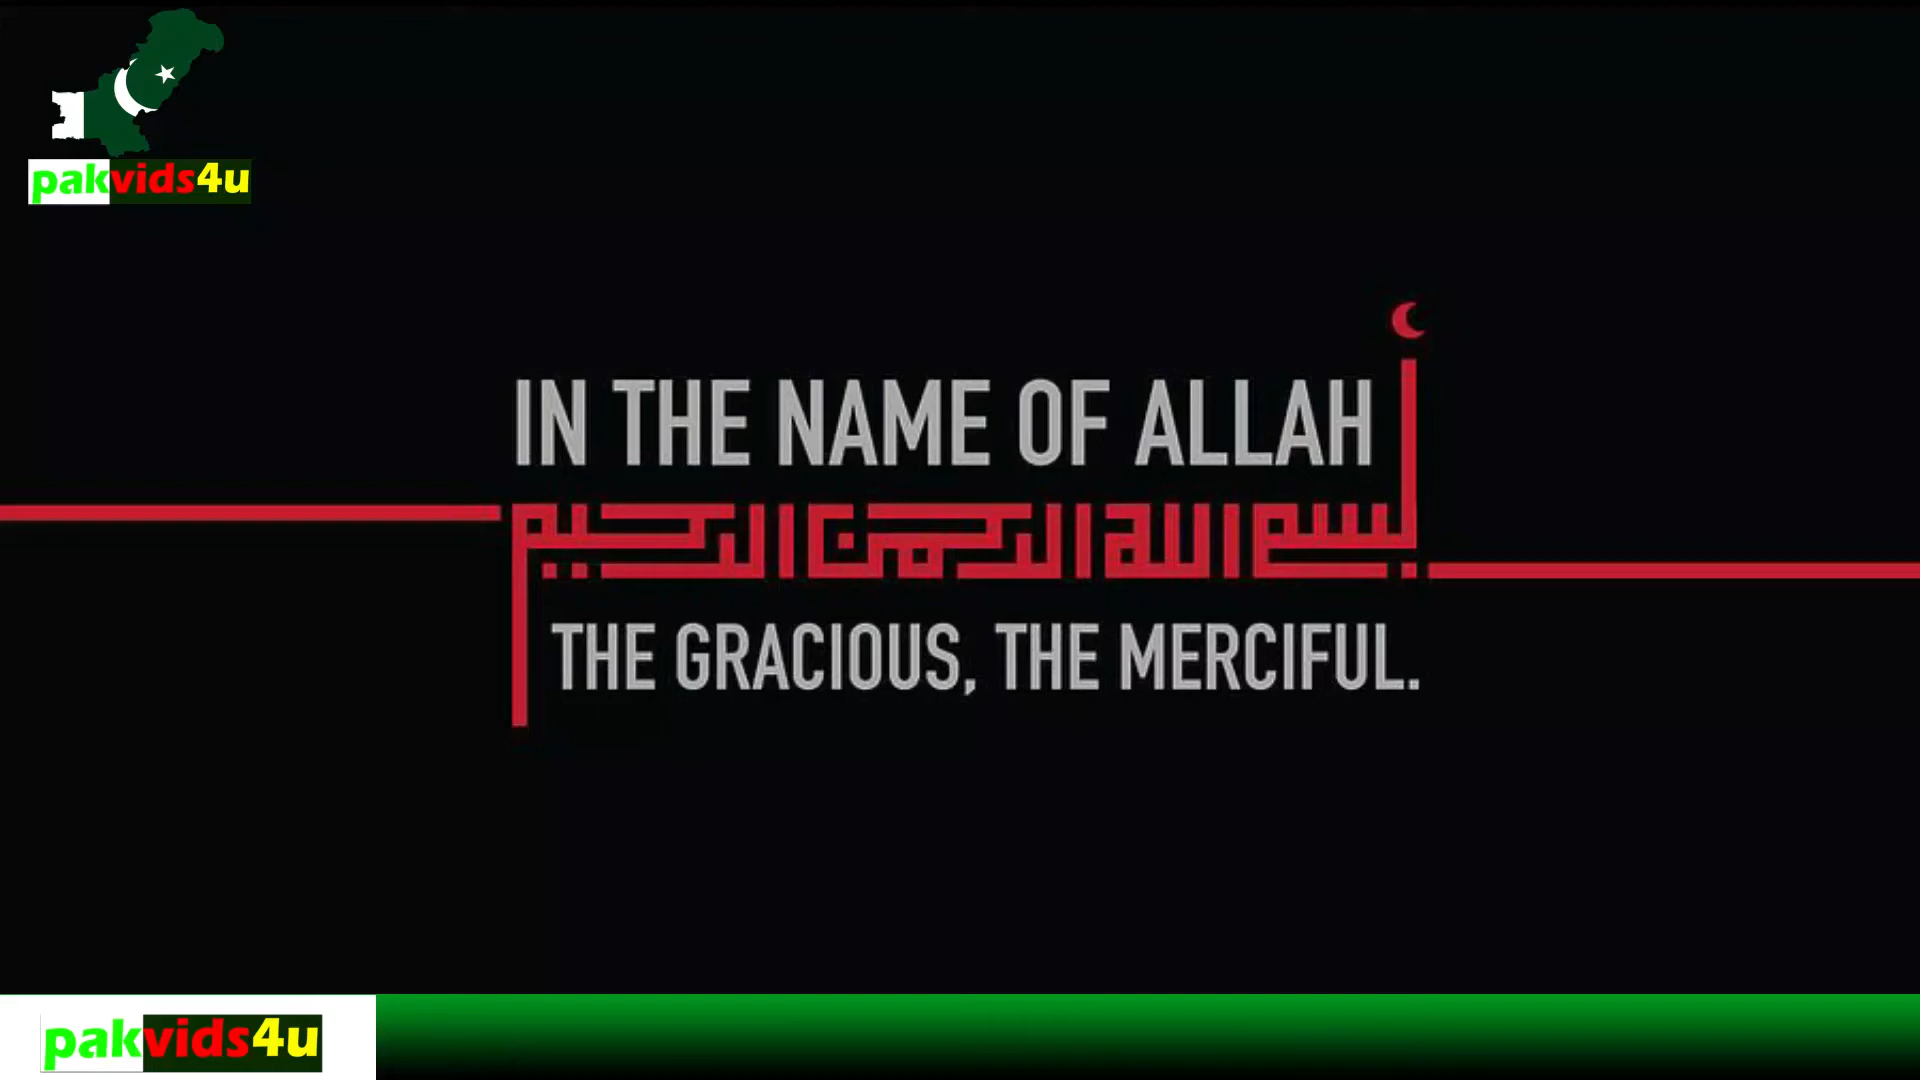 pakvids4u
IN THE NAME OF ALLAH
بسم الله الرحمن الرحيم
THE GRACIOUS, THE MERCIFUL.
pakvids4u